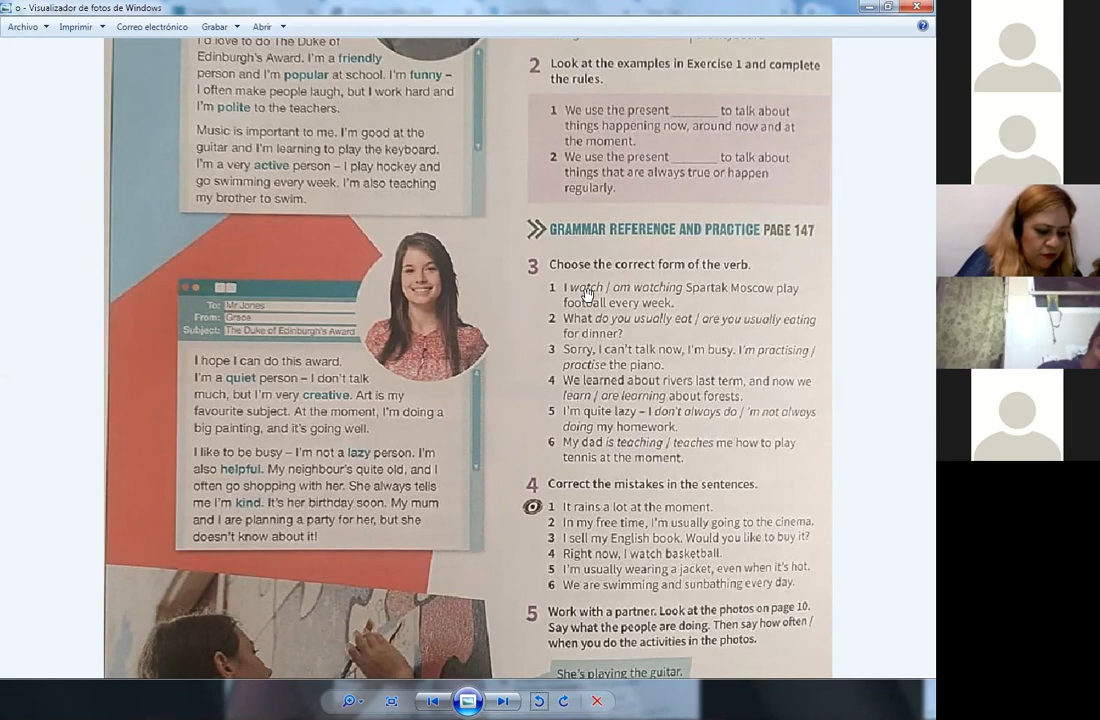 o - Visualizador de fotos de Windows
Archivo Imprimir Correo electrónico Grabar Abrir
I'd love to do The Duke of
Edinburgh's Award. I'm a friendly
person and I'm popular at school. I'm funny –
I often make people laugh, but I work hard and
I'm polite to the teachers.
Music is important to me. I'm good at the
guitar and I'm learning to play the keyboard.
I'm a very active person – I play hockey and
go swimming every week. I'm also teaching
my brother to swim.
To: Mr Jones
From: Grace
Subject: The Duke of Edinburgh's Award
I hope I can do this award.
I'm a quiet person – I don't talk
much, but I'm very creative. Art is my
favourite subject. At the moment, I'm doing a
big painting, and it's going well.
I like to be busy – I'm not a lazy person. I'm
also helpful. My neighbour's quite old, and I
often go shopping with her. She always tells
me I'm kind. It's her birthday soon. My mum
and I are planning a party for her, but she
doesn't know about it!
2 Look at the examples in Exercise 1 and complete
the rules.
1 We use the present ________ to talk about
things happening now, around now and at
the moment.
2 We use the present ________ to talk about
things that are always true or happen
regularly.
GRAMMAR REFERENCE AND PRACTICE PAGE 147
3 Choose the correct form of the verb.
1 I watch / am watching Spartak Moscow play
football every week.
2 What do you usually eat / are you usually eating
for dinner?
3 Sorry, I can't talk now, I'm busy. I'm practising /
practise the piano.
4 We learned about rivers last term, and now we
learn / are learning about forests.
5 I'm quite lazy – I don't always do / 'm not always
doing my homework.
6 My dad is teaching / teaches me how to play
tennis at the moment.
4 Correct the mistakes in the sentences.
1 It rains a lot at the moment.
2 In my free time, I'm usually going to the cinema.
3 I sell my English book. Would you like to buy it?
4 Right now, I watch basketball.
5 I'm usually wearing a jacket, even when it's hot.
6 We are swimming and sunbathing every day.
5 Work with a partner. Look at the photos on page 10.
Say what the people are doing. Then say how often /
when you do the activities in the photos.
She's playing the guitar.